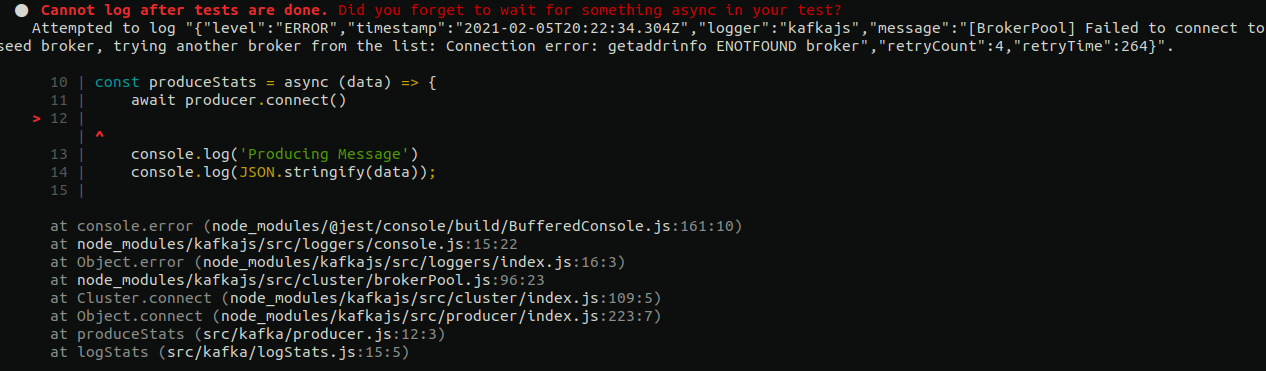 ● Cannot log after tests are done. Did you forget to wait for something async in your test?
Attempted to log "{"level":"ERROR","timestamp":"2021-02-05T20:22:34.304Z","logger":"kafkajs","message":"[BrokerPool] Failed to connect to
seed broker, trying another broker from the list: Connection error: getaddrinfo ENOTFOUND broker","retryCount":4,"retryTime":264}".
10 | const produceStats = async (data) => {
11 |     await producer.connect()
> 12 |
| ^
13 |     console.log('Producing Message')
14 |     console.log(JSON.stringify(data));
15 |
at console.error (node_modules/@jest/console/build/BufferedConsole.js:161:10)
at node_modules/kafkajs/src/loggers/console.js:15:22
at Object.error (node_modules/kafkajs/src/loggers/index.js:16:3)
at node_modules/kafkajs/src/cluster/brokerPool.js:96:23
at Cluster.connect (node_modules/kafkajs/src/cluster/index.js:109:5)
at Object.connect (node_modules/kafkajs/src/producer/index.js:223:7)
at produceStats (src/kafka/producer.js:12:3)
at logStats (src/kafka/logStats.js:15:5)